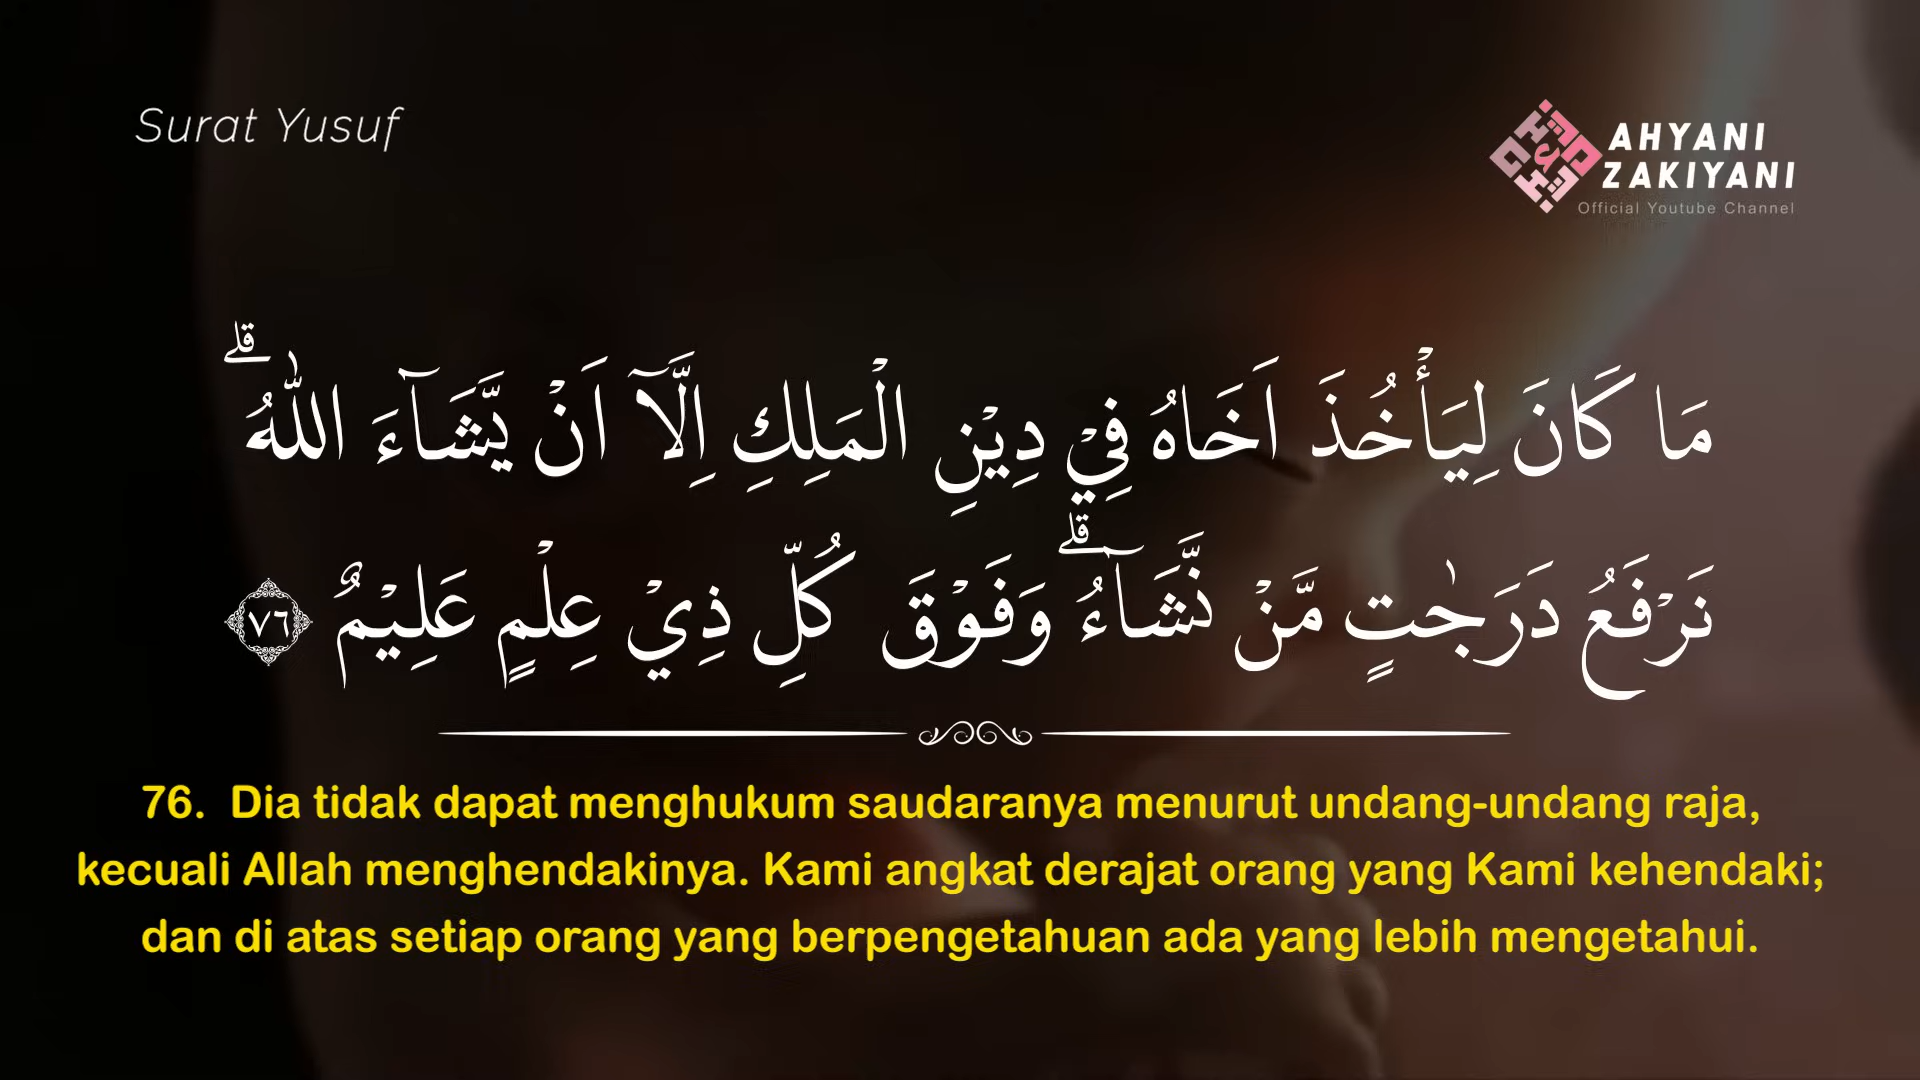 Surat Yusuf
AHYANI
ZAKIYANI
Official Youtube Channel
مَا كَانَ لِيَأْخُذَ اَخَاهُ فِيْ دِيْنِ الْمَلِكِ اِلَّآ اَنْ يَّشَاۤءَ اللّٰهُ ۗ
نَرْفَعُ دَرَجٰتٍ مَّنْ نَّشَاۤءُ ۗ وَفَوْقَ كُلِّ ذِيْ عِلْمٍ عَلِيْمٌ ٧٦
76. Dia tidak dapat menghukum saudaranya menurut undang-undang raja,
kecuali Allah menghendakinya. Kami angkat derajat orang yang Kami kehendaki;
dan di atas setiap orang yang berpengetahuan ada yang lebih mengetahui.